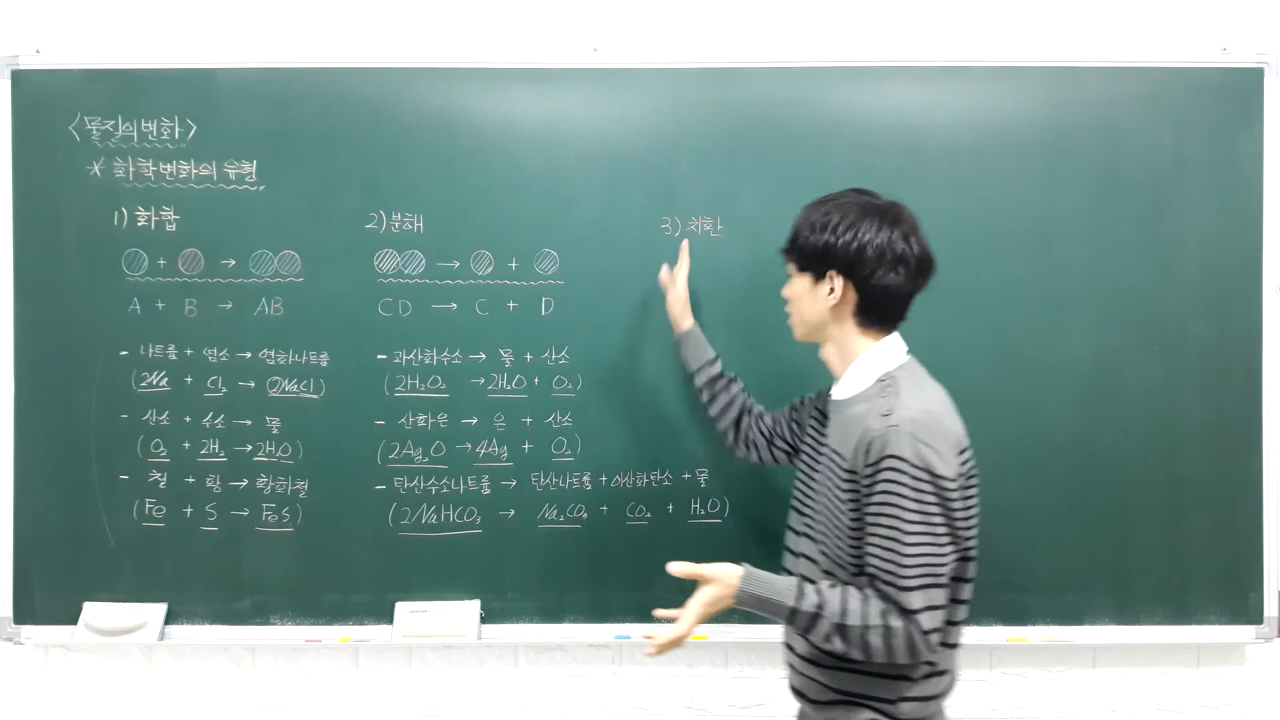 <물질의 변화>
* 화학변화의 유형
1) 화합
+ →
A + B → AB
- 나트륨 + 염소 → 염화나트륨
(2Na + Cl₂ → 2NaCl)
- 산소 + 수소 → 물
(O₂ + 2H₂ → 2H₂O)
- 철 + 황 → 황화철
(Fe + S → FeS)
2) 분해
→ +
CD → C + D
- 과산화수소 → 물 + 산소
(2H₂O₂ → 2H₂O + O₂)
- 산화은 → 은 + 산소
(2Ag₂O → 4Ag + O₂)
- 탄산수소나트륨 → 탄산나트륨 + 이산화탄소 + 물
(2NaHCO₃ → Na₂CO₃ + CO₂ + H₂O)
3) 치환